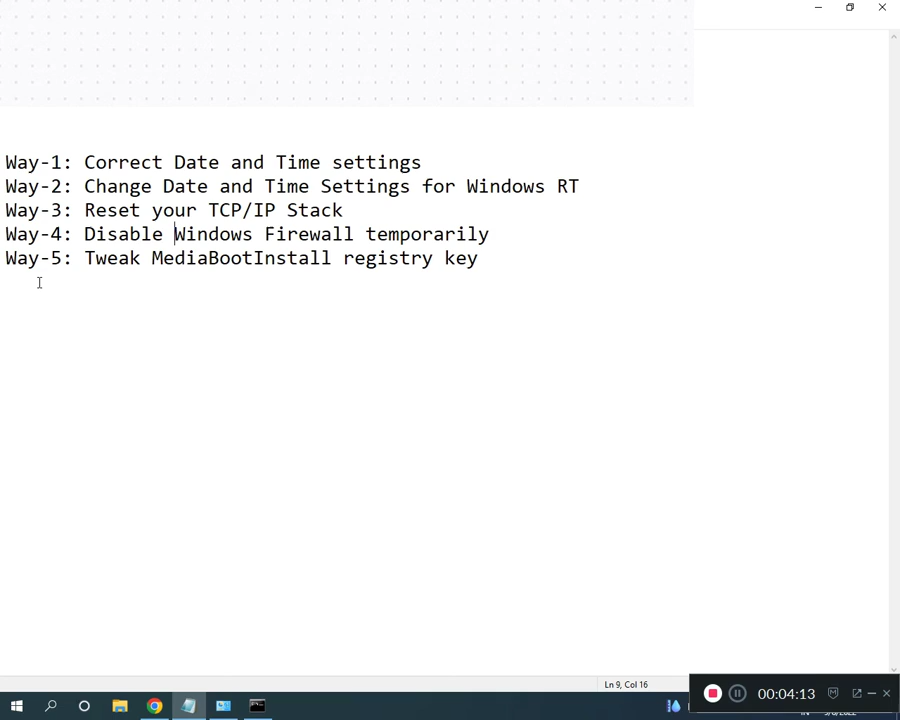 Way-1: Correct Date and Time settings
Way-2: Change Date and Time Settings for Windows RT
Way-3: Reset your TCP/IP Stack
Way-4: Disable Windows Firewall temporarily
Way-5: Tweak MediaBootInstall registry key
Ln 9, Col 16
00:04:13